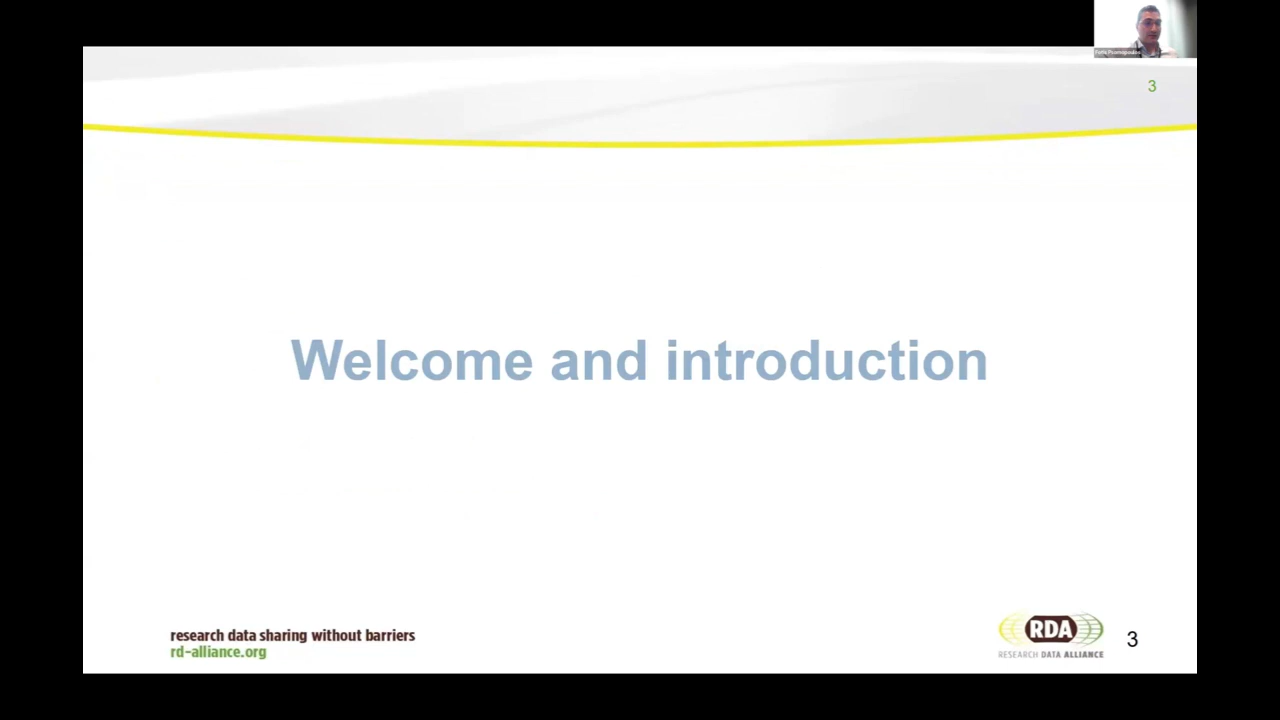 3
Welcome and introduction
research data sharing without barriers
rd-alliance.org
RDA
RESEARCH DATA ALLIANCE
3